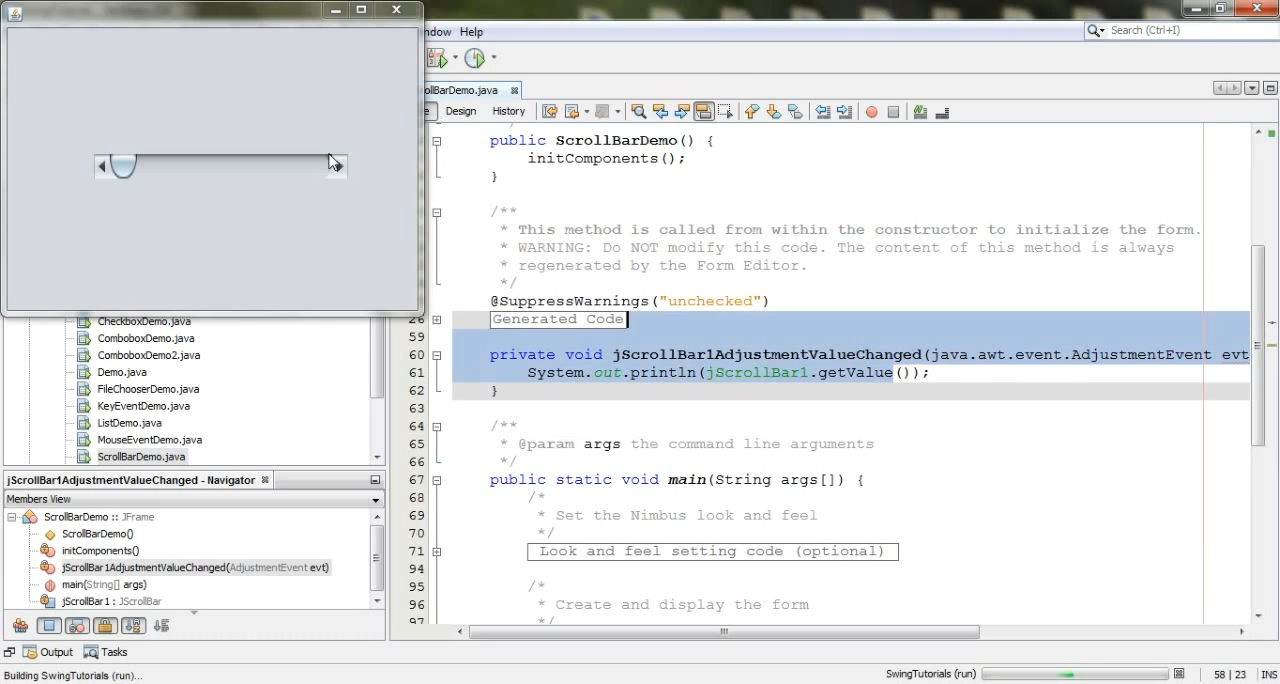 ndow Help
Search (Ctrl+I)
ollBarDemo.java
Design History
public ScrollBarDemo() {
initComponents();
}
/**
* This method is called from within the constructor to initialize the form.
* WARNING: Do NOT modify this code. The content of this method is always
* regenerated by the Form Editor.
*/
@SuppressWarnings("unchecked")
26 Generated Code
59
60 private void jScrollBar1AdjustmentValueChanged(java.awt.event.AdjustmentEvent evt
61 System.out.println(jScrollBar1.getValue());
62 }
63
64 /**
65 * @param args the command line arguments
66 */
67 public static void main(String args[]) {
68 /*
69 * Set the Nimbus look and feel
70 */
71 Look and feel setting code (optional)
94
95 /*
96 * Create and display the form
97 */
CheckboxDemo.java
ComboboxDemo.java
ComboboxDemo2.java
Demo.java
FileChooserDemo.java
KeyEventDemo.java
ListDemo.java
MouseEventDemo.java
ScrollBarDemo.java
jScrollBar1AdjustmentValueChanged - Navigator
Members View
ScrollBarDemo :: JFrame
ScrollBarDemo()
initComponents()
jScrollBar1AdjustmentValueChanged(AdjustmentEvent evt)
main(String[] args)
jScrollBar1 : JScrollBar
Output Tasks
Building SwingTutorials (run)...
SwingTutorials (run)
58 | 23 INS